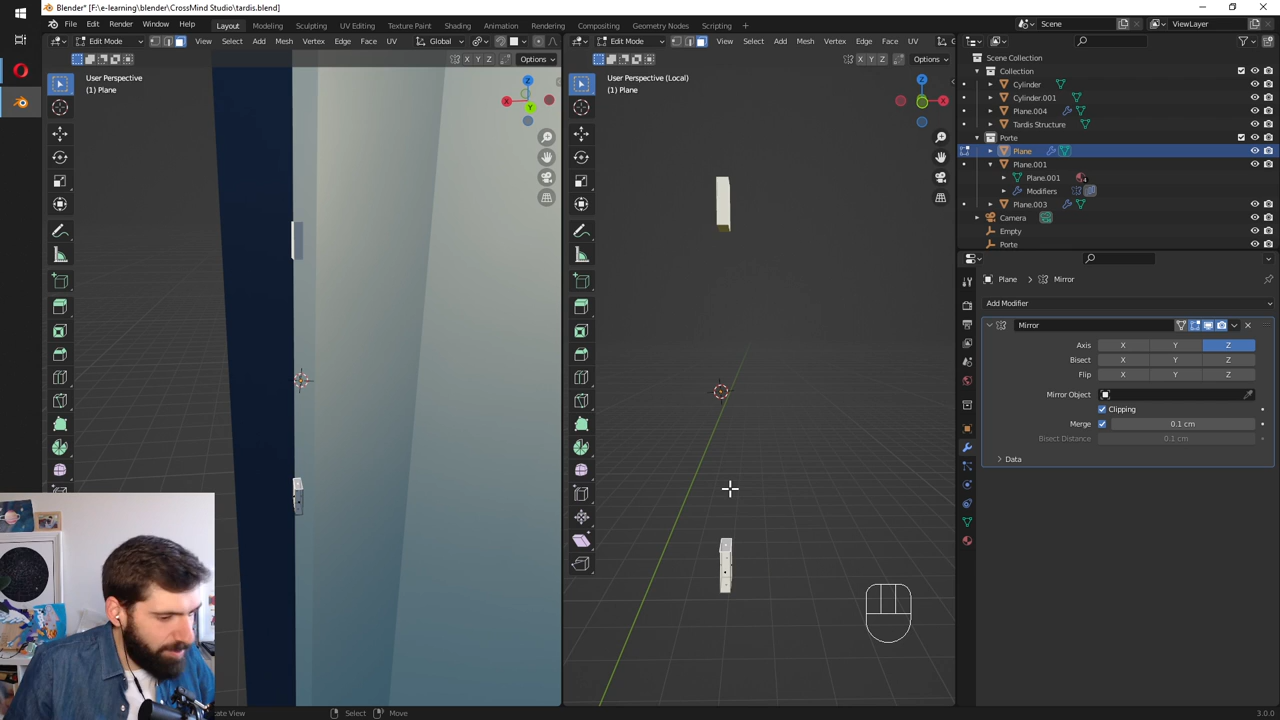 Blender* [F:\e-learning\blender\CrossMind Studio\tardis.blend]
File Edit Render Window Help Layout Modeling Sculpting UV Editing Texture Paint Shading Animation Rendering Compositing Geometry Nodes Scripting + Scene ViewLayer
Edit Mode View Select Add Mesh Vertex Edge Face UV Global
X Y Z Options
User Perspective
(1) Plane
Edit Mode View Select Add Mesh Vertex Edge Face UV
X Y Z Options
User Perspective (Local)
(1) Plane
Z
X
Y
Z
X
Scene Collection
Collection
Cylinder
Cylinder.001
Plane.004
Tardis Structure
Porte
Plane
Plane.001
Plane.001
Modifiers
Plane.003
Camera
Empty
Porte
Plane > Mirror
Add Modifier
Mirror
Axis X Y Z
Bisect X Y Z
Flip X Y Z
Mirror Object
Clipping
Merge 0.1 cm
Bisect Distance 0.1 cm
Data
Rotate View Select Move 3.0.0